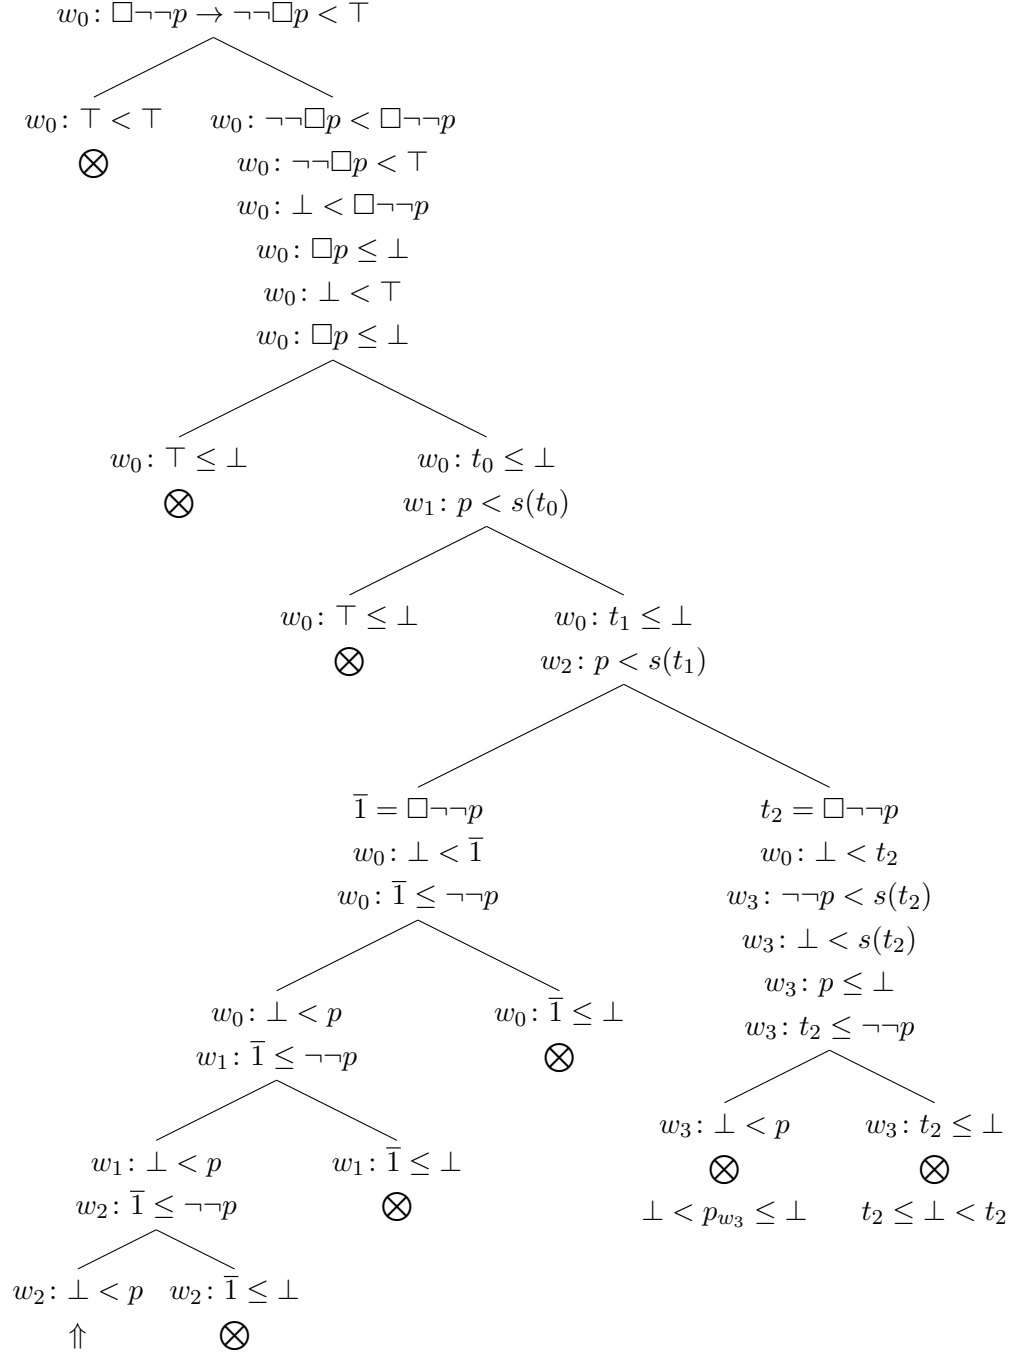 w₀: □¬¬p → ¬¬□p < ⊤
w₀: ⊤ < ⊤ w₀: ¬¬□p < □¬¬p
⊗ w₀: ¬¬□p < ⊤
w₀: ⊥ < □¬¬p
w₀: □p ≤ ⊥
w₀: ⊥ < ⊤
w₀: □p ≤ ⊥
w₀: ⊤ ≤ ⊥ w₀: t₀ ≤ ⊥
⊗ w₁: p < s(t₀)
w₀: ⊤ ≤ ⊥ w₀: t₁ ≤ ⊥
⊗ w₂: p < s(t₁)
1̅ = □¬¬p t₂ = □¬¬p
w₀: ⊥ < 1̅ w₀: ⊥ < t₂
w₀: 1̅ ≤ ¬¬p w₃: ¬¬p < s(t₂)
w₃: ⊥ < s(t₂)
w₃: p ≤ ⊥
w₀: ⊥ < p w₀: 1̅ ≤ ⊥ w₃: t₂ ≤ ¬¬p
w₁: 1̅ ≤ ¬¬p ⊗
w₃: ⊥ < p w₃: t₂ ≤ ⊥
w₁: ⊥ < p w₁: 1̅ ≤ ⊥ ⊗ ⊗
w₂: 1̅ ≤ ¬¬p ⊗ ⊥ < p_{w₃} ≤ ⊥ t₂ ≤ ⊥ < t₂
w₂: ⊥ < p w₂: 1̅ ≤ ⊥
⇑ ⊗